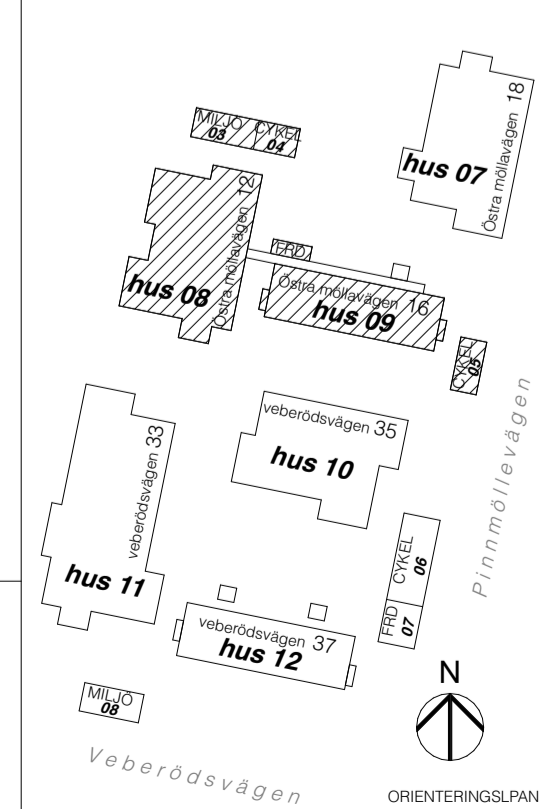 Östra möllavägen 18
hus 07
MILJÖ
03
CYKEL
04
Östra möllavägen 12
hus 08
FRD
Östra möllavägen 16
hus 09
CYKEL
05
Pinnmöllevägen
veberödsvägen 35
hus 10
veberödsvägen 33
hus 11
CYKEL
06
FRD
07
veberödsvägen 37
hus 12
MILJÖ
08
N
Veberödsvägen
ORIENTERINGSLPAN